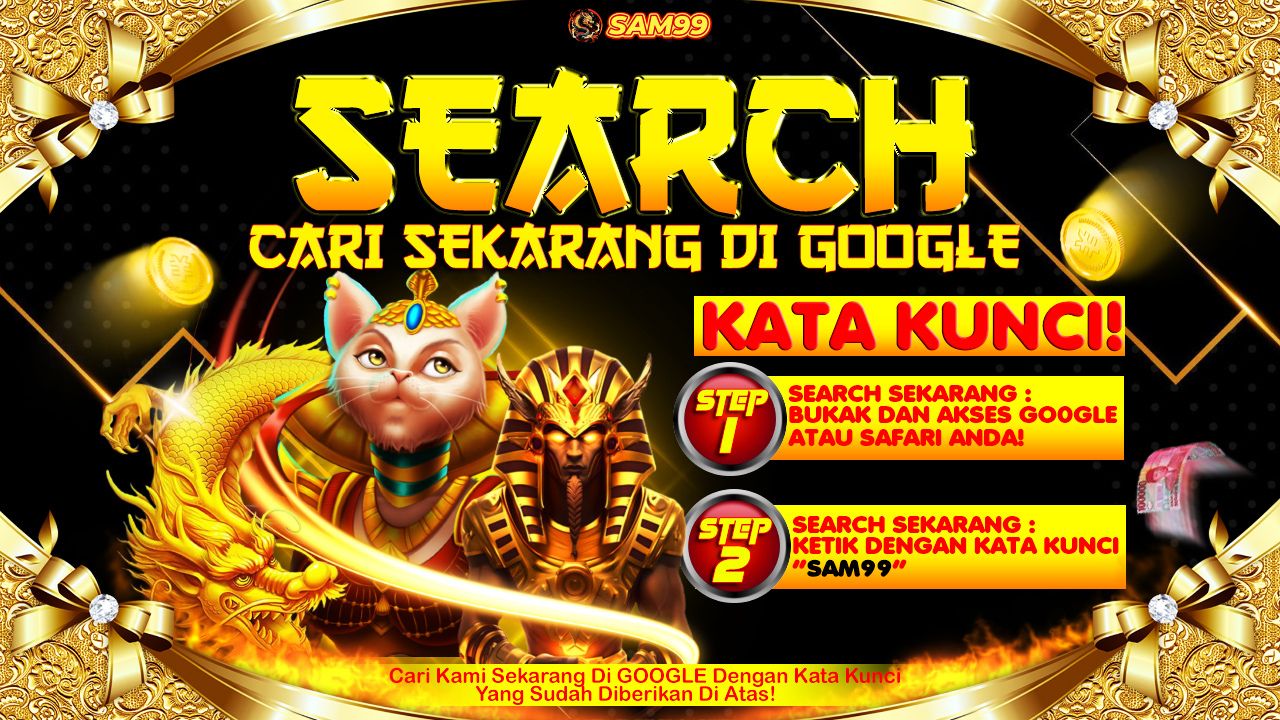 SAM99
SEARCH
CARI SEKARANG DI GOOGLE
KATA KUNCI!
STEP
1
SEARCH SEKARANG :
BUKAK DAN AKSES GO0GLE
ATAU SAFARI ANDA!
STEP
2
SEARCH SEKARANG :
KETIK DENGAN KATA KUNCI
"SAM99"
Cari Kami Sekarang Di GOOGLE Dengan Kata Kunci
Yang Sudah Diberikan Di Atas!